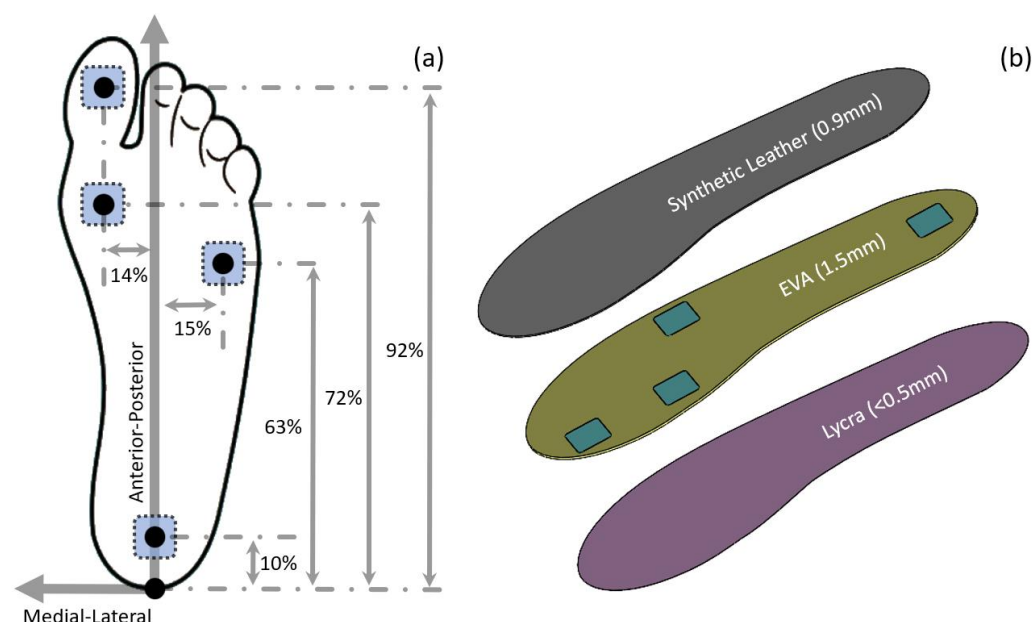 (a)
14%
15%
92%
72%
63%
Anterior-Posterior
10%
Medial-Lateral
(b)
Synthetic Leather (0.9mm)
EVA (1.5mm)
Lycra (<0.5mm)